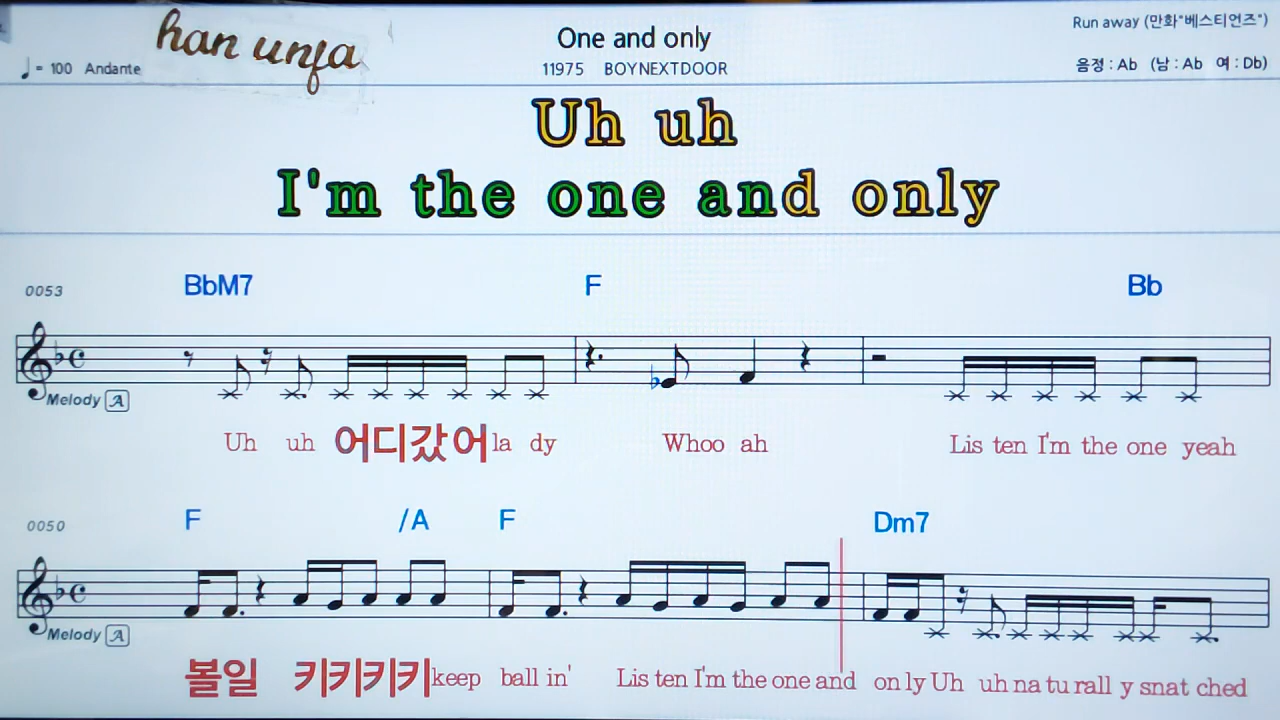 han unfa
One and only
Run away (만화"베스티언즈")
= 100 Andante
11975 BOYNEXTDOOR
음정 : Ab (남 : Ab 여 : Db)
Uh uh
I'm the one and only
0053 BbM7 F Bb
Melody A
Uh uh 어디갔어 la dy Whoo ah Lis ten I'm the one yeah
0050 F /A F Dm7
Melody A
볼일 키키키키 keep ball in' Lis ten I'm the one and on ly Uh uh na tu rall y snat ched